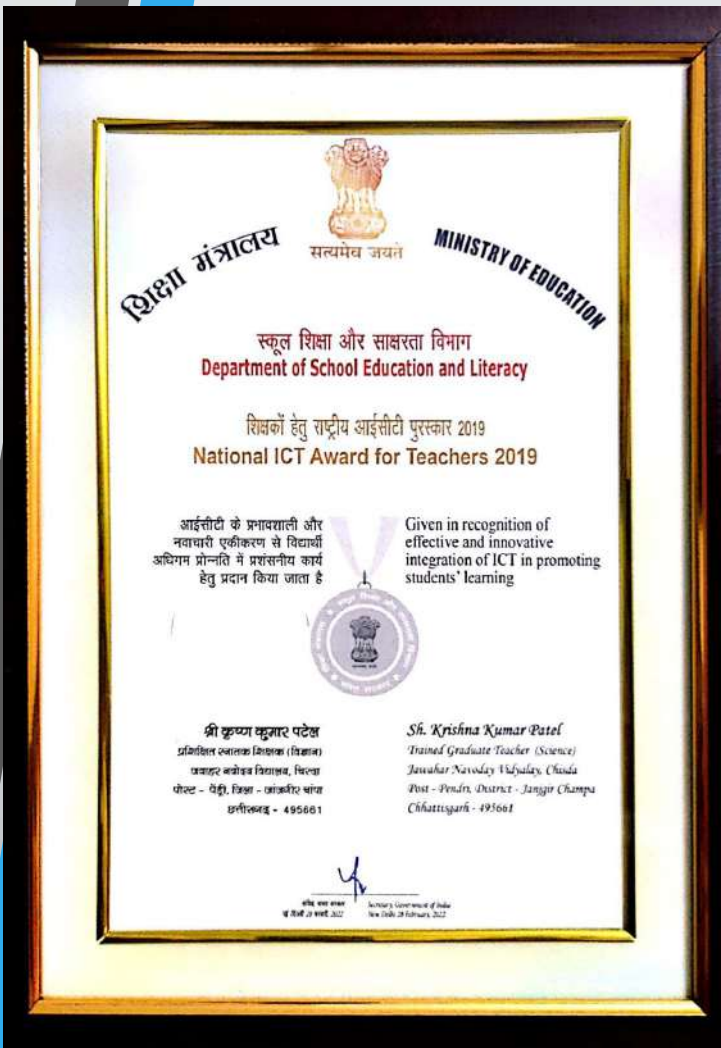 सत्यमेव जयते
शिक्षा मंत्रालय
MINISTRY OF EDUCATION
स्कूल शिक्षा और साक्षरता विभाग
Department of School Education and Literacy
शिक्षकों हेतु राष्ट्रीय आईसीटी पुरस्कार 2019
National ICT Award for Teachers 2019
आईसीटी के प्रभावशाली और
नवाचारी एकीकरण से विद्यार्थी
अधिगम प्रोन्नति में प्रशंसनीय कार्य
हेतु प्रदान किया जाता है
Given in recognition of
effective and innovative
integration of ICT in promoting
students' learning
श्री कृष्ण कुमार पटेल
प्रशिक्षित स्नातक शिक्षक (विज्ञान)
जवाहर नवोदय विद्यालय,
पोस्ट - पेंड्री, जिला - जांजगीर चांपा
छत्तीसगढ़ - 495661
Sh. Krishna Kumar Patel
Trained Graduate Teacher (Science)
Jawahar Navoday Vidyalay, Chisda
Post - Pendri, District - Janjgir Champa
Chhattisgarh - 495661
Secretary, Government of India
New Delhi 28 February, 2022